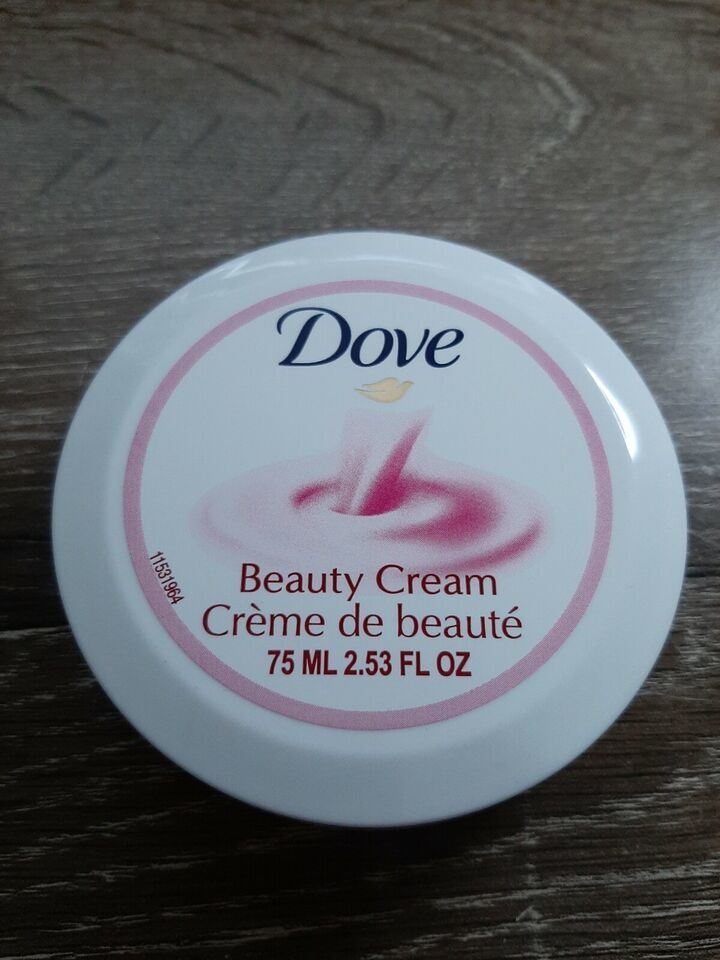 Dove
Beauty Cream
Crème de beauté
75 ML 2.53 FL OZ
11531964